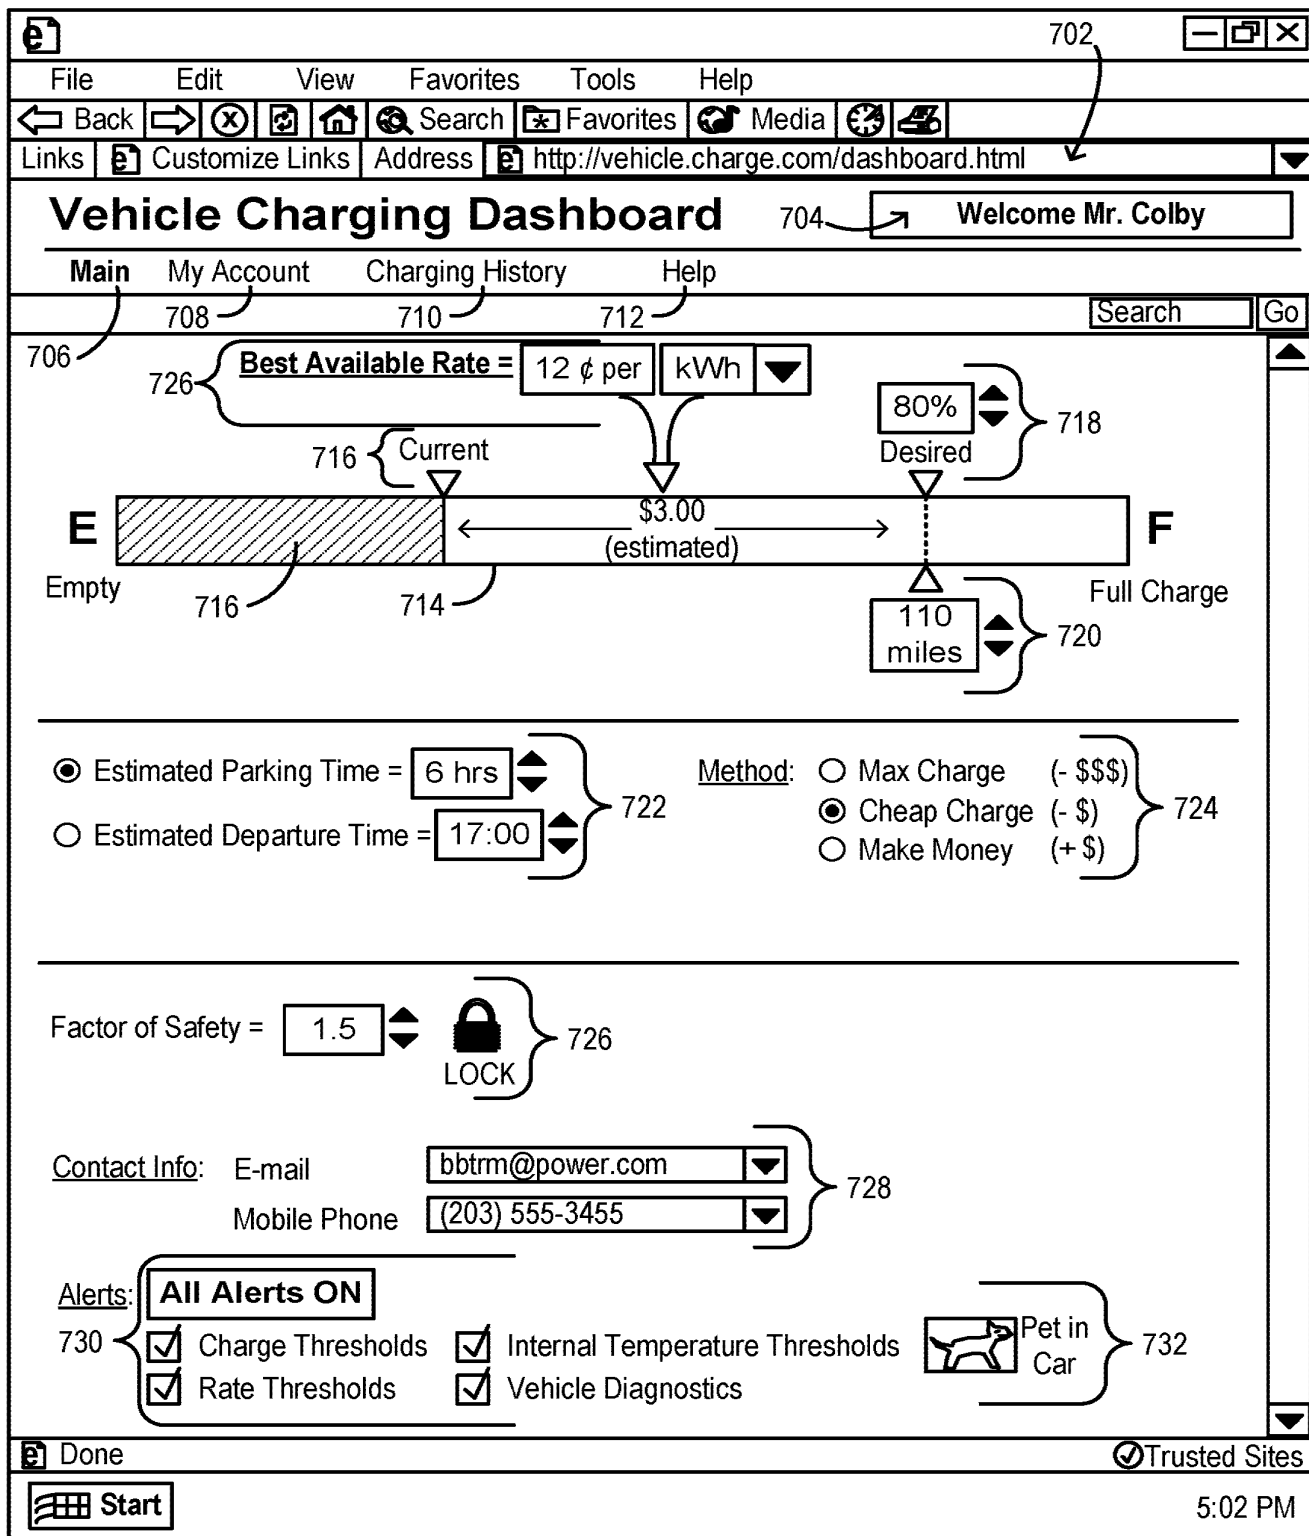 702
File Edit View Favorites Tools Help
Back Search Favorites Media
Links Customize Links Address http://vehicle.charge.com/dashboard.html
Vehicle Charging Dashboard 704 Welcome Mr. Colby
Main My Account Charging History Help
708 710 712 Search Go
706
726 Best Available Rate = 12 ¢ per kWh
80% 718
716 Current Desired
E $3.00 F
(estimated)
Empty 716 714 Full Charge
110 720
miles
Estimated Parking Time = 6 hrs 722 Method: Max Charge (- $$$)
Cheap Charge (- $) 724
Estimated Departure Time = 17:00 Make Money (+ $)
Factor of Safety = 1.5 726
LOCK
Contact Info: E-mail bbtrm@power.com 728
Mobile Phone (203) 555-3455
Alerts: All Alerts ON
730 Charge Thresholds Internal Temperature Thresholds Pet in 732
Car
Rate Thresholds Vehicle Diagnostics
Done Trusted Sites
Start 5:02 PM